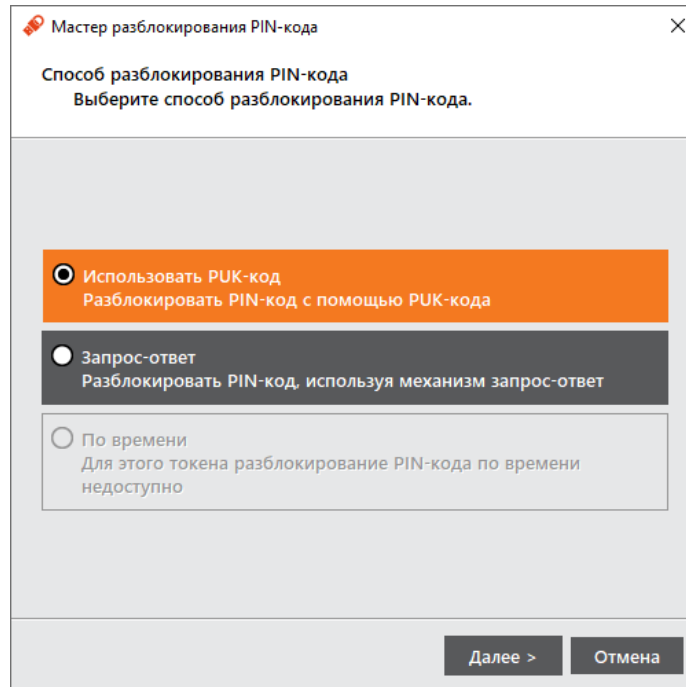 Мастер разблокирования PIN-кода
Способ разблокирования PIN-кода
Выберите способ разблокирования PIN-кода.
Использовать PUK-код
Разблокировать PIN-код с помощью PUK-кода
Запрос-ответ
Разблокировать PIN-код, используя механизм запрос-ответ
По времени
Для этого токена разблокирование PIN-кода по времени
недоступно
Далее >
Отмена